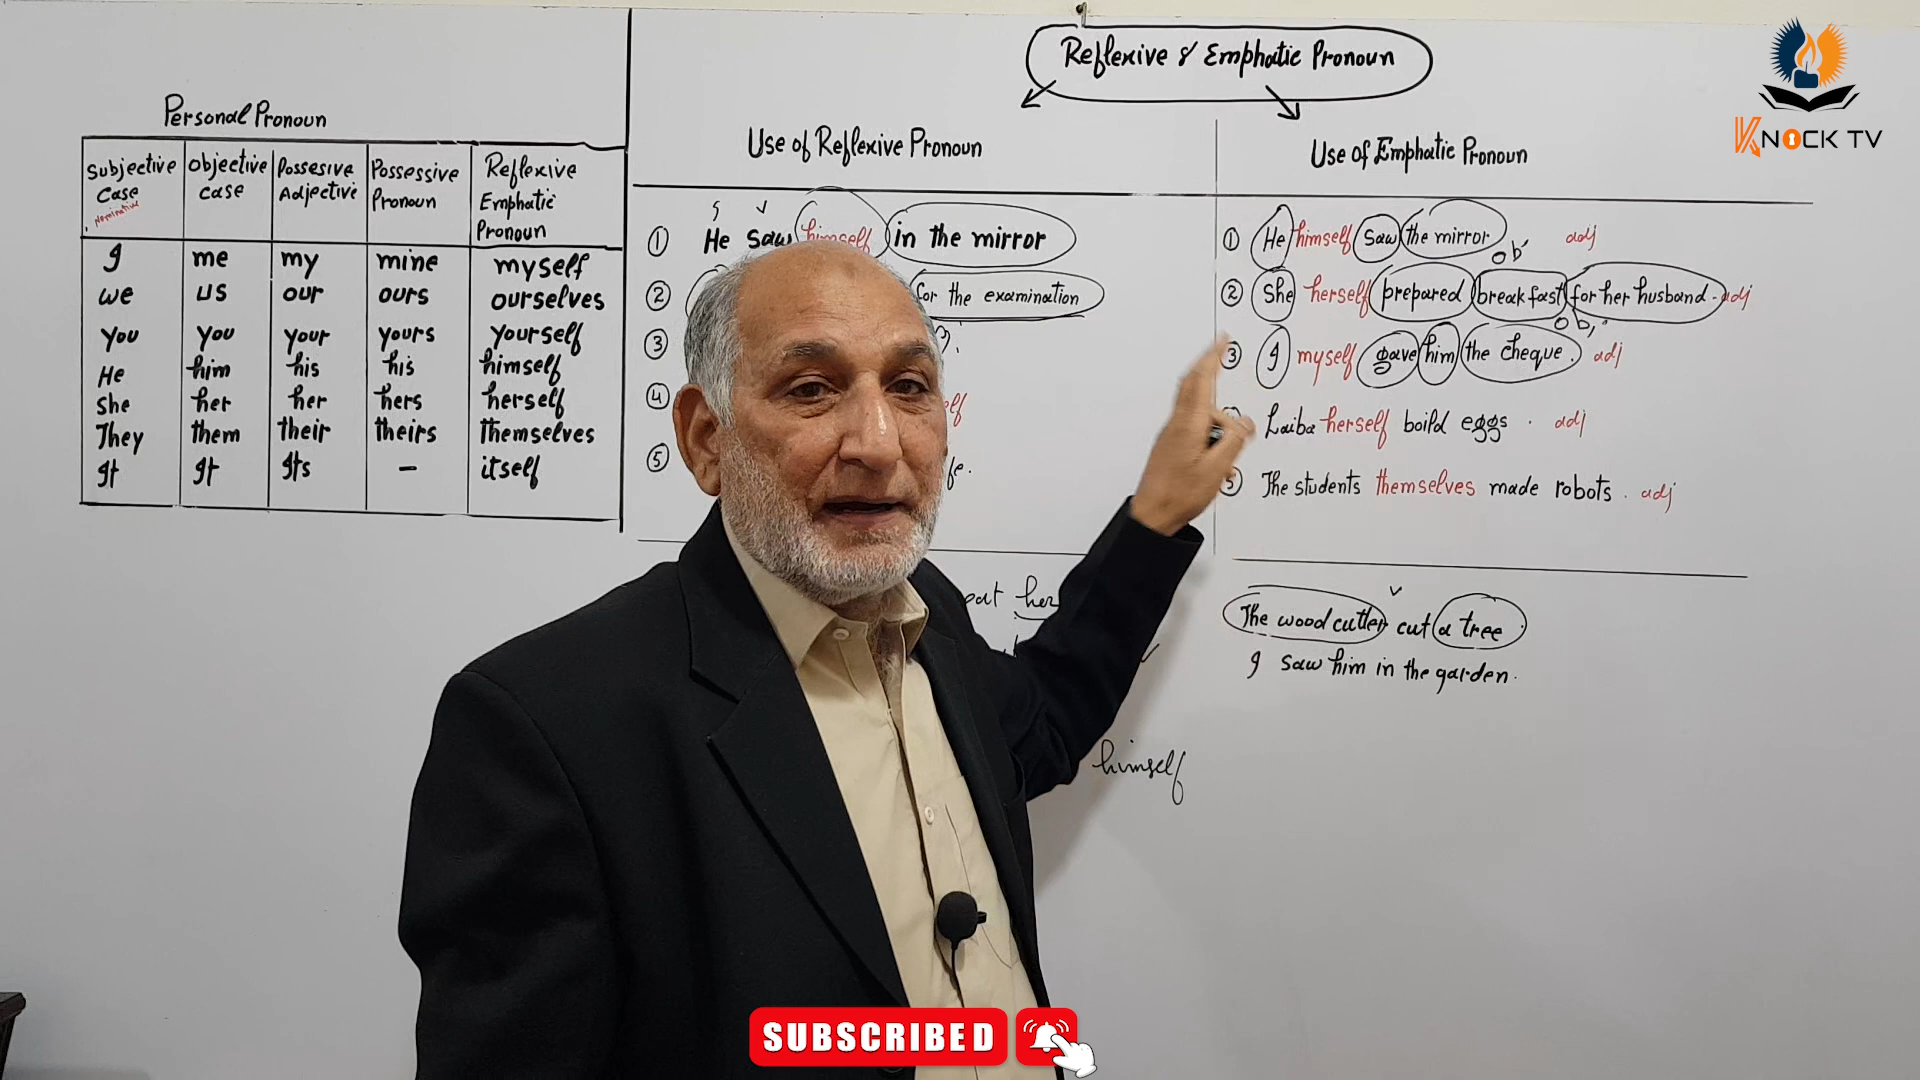 Reflexive & Emphatic Pronoun
KNOCK TV
Personal Pronoun
Subjective Case Nominative | Objective case | Possesive Adjective | Possessive Pronoun | Reflexive Emphatic Pronoun
I me my mine myself
we us our ours ourselves
you you your yours yourself
He him his his himself
She her her hers herself
They them their theirs themselves
It It Its — itself
Use of Reflexive Pronoun
① He saw himself in the mirror
② for the examination
③
④
⑤
Use of Emphatic Pronoun
① He himself saw the mirror adj
ob'
② She herself prepared breakfast for her husband. adj
ob,
③ I myself gave him the cheque. adj
Laiba herself boild eggs. adj
⑤ The students themselves made robots. adj
her
himself
The wood cutter cut a tree.
I saw him in the garden.
SUBSCRIBED